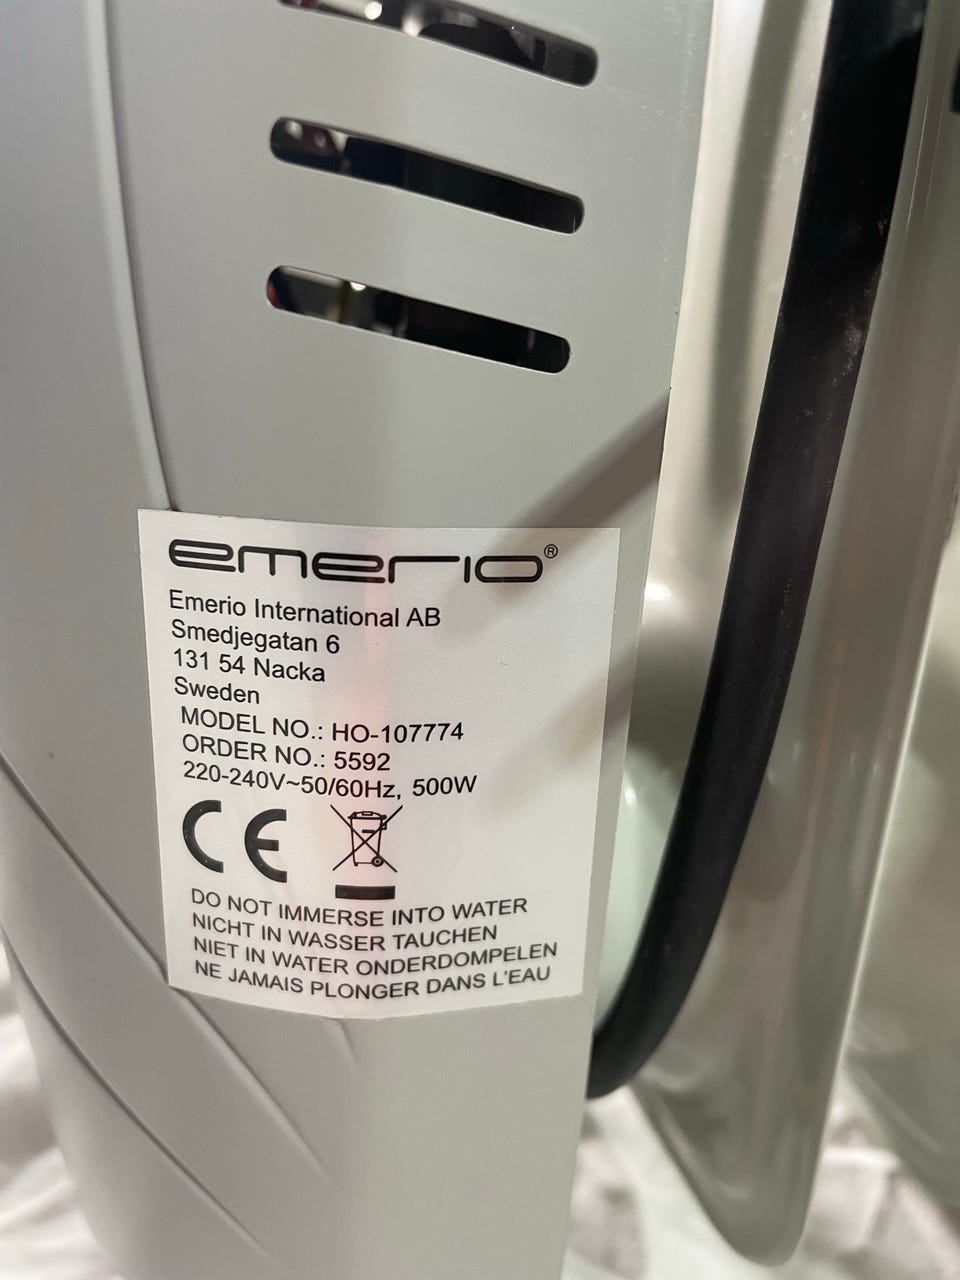 emerio®
Emerio International AB
Smedjegatan 6
131 54 Nacka
Sweden
MODEL NO.: HO-107774
ORDER NO.: 5592
220-240V~50/60Hz, 500W
CE
DO NOT IMMERSE INTO WATER
NICHT IN WASSER TAUCHEN
NIET IN WATER ONDERDOMPELEN
NE JAMAIS PLONGER DANS L'EAU